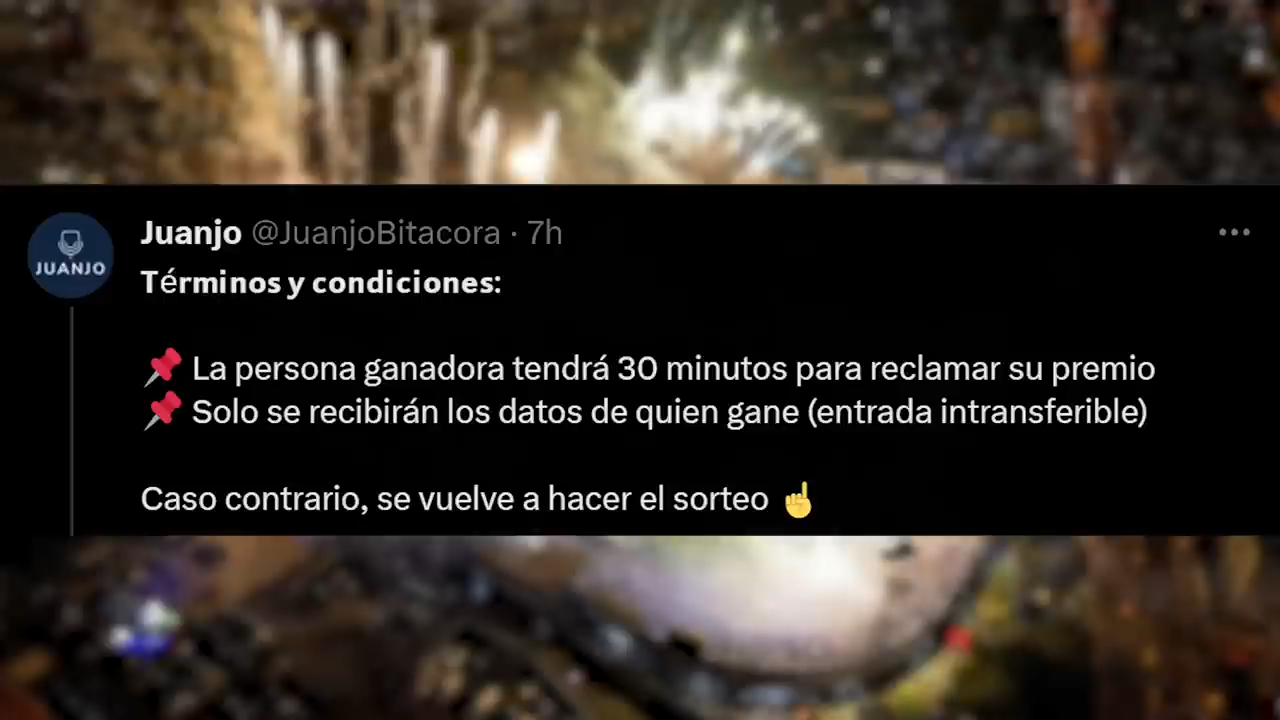 JUANJO
Juanjo @JuanjoBitacora · 7h
Términos y condiciones:
📌 La persona ganadora tendrá 30 minutos para reclamar su premio
📌 Solo se recibirán los datos de quien gane (entrada intransferible)
Caso contrario, se vuelve a hacer el sorteo ☝️